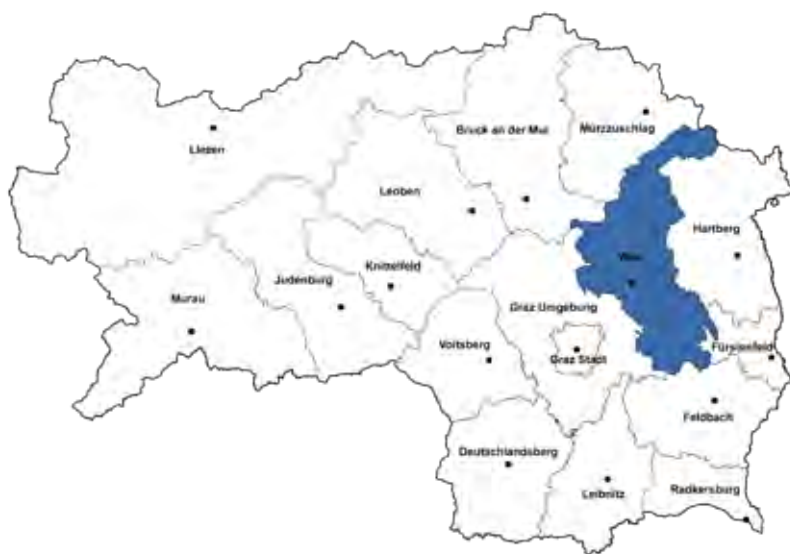 Mürzzuschlag
Bruck an der Mur
Liezen
Leoben
Hartberg
Weiz
Knittelfeld
Judenburg
Murau
Graz Umgebung
Voitsberg
Graz Stadt
Fürstenfeld
Feldbach
Deutschlandsberg
Leibnitz
Radkersburg